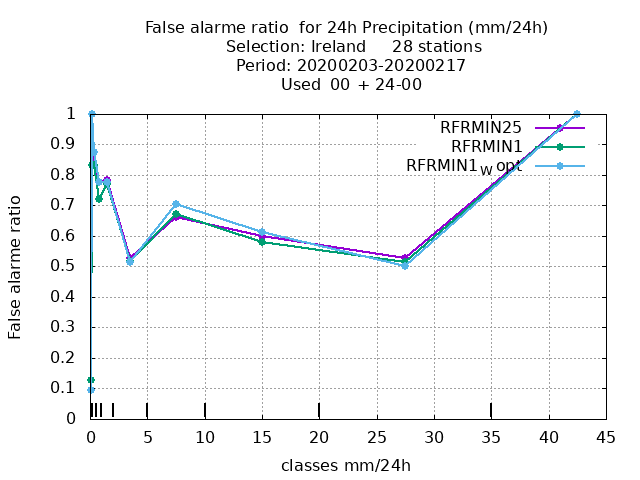 False alarme ratio  for 24h Precipitation (mm/24h)
Selection: Ireland     28 stations
Period: 20200203-20200217
Used  00 + 24-00
RFRMIN25
RFRMIN1
RFRMIN1w opt
1
0.9
0.8
0.7
0.6
0.5
0.4
0.3
0.2
0.1
0
False alarme ratio
0 5 10 15 20 25 30 35 40 45
classes mm/24h